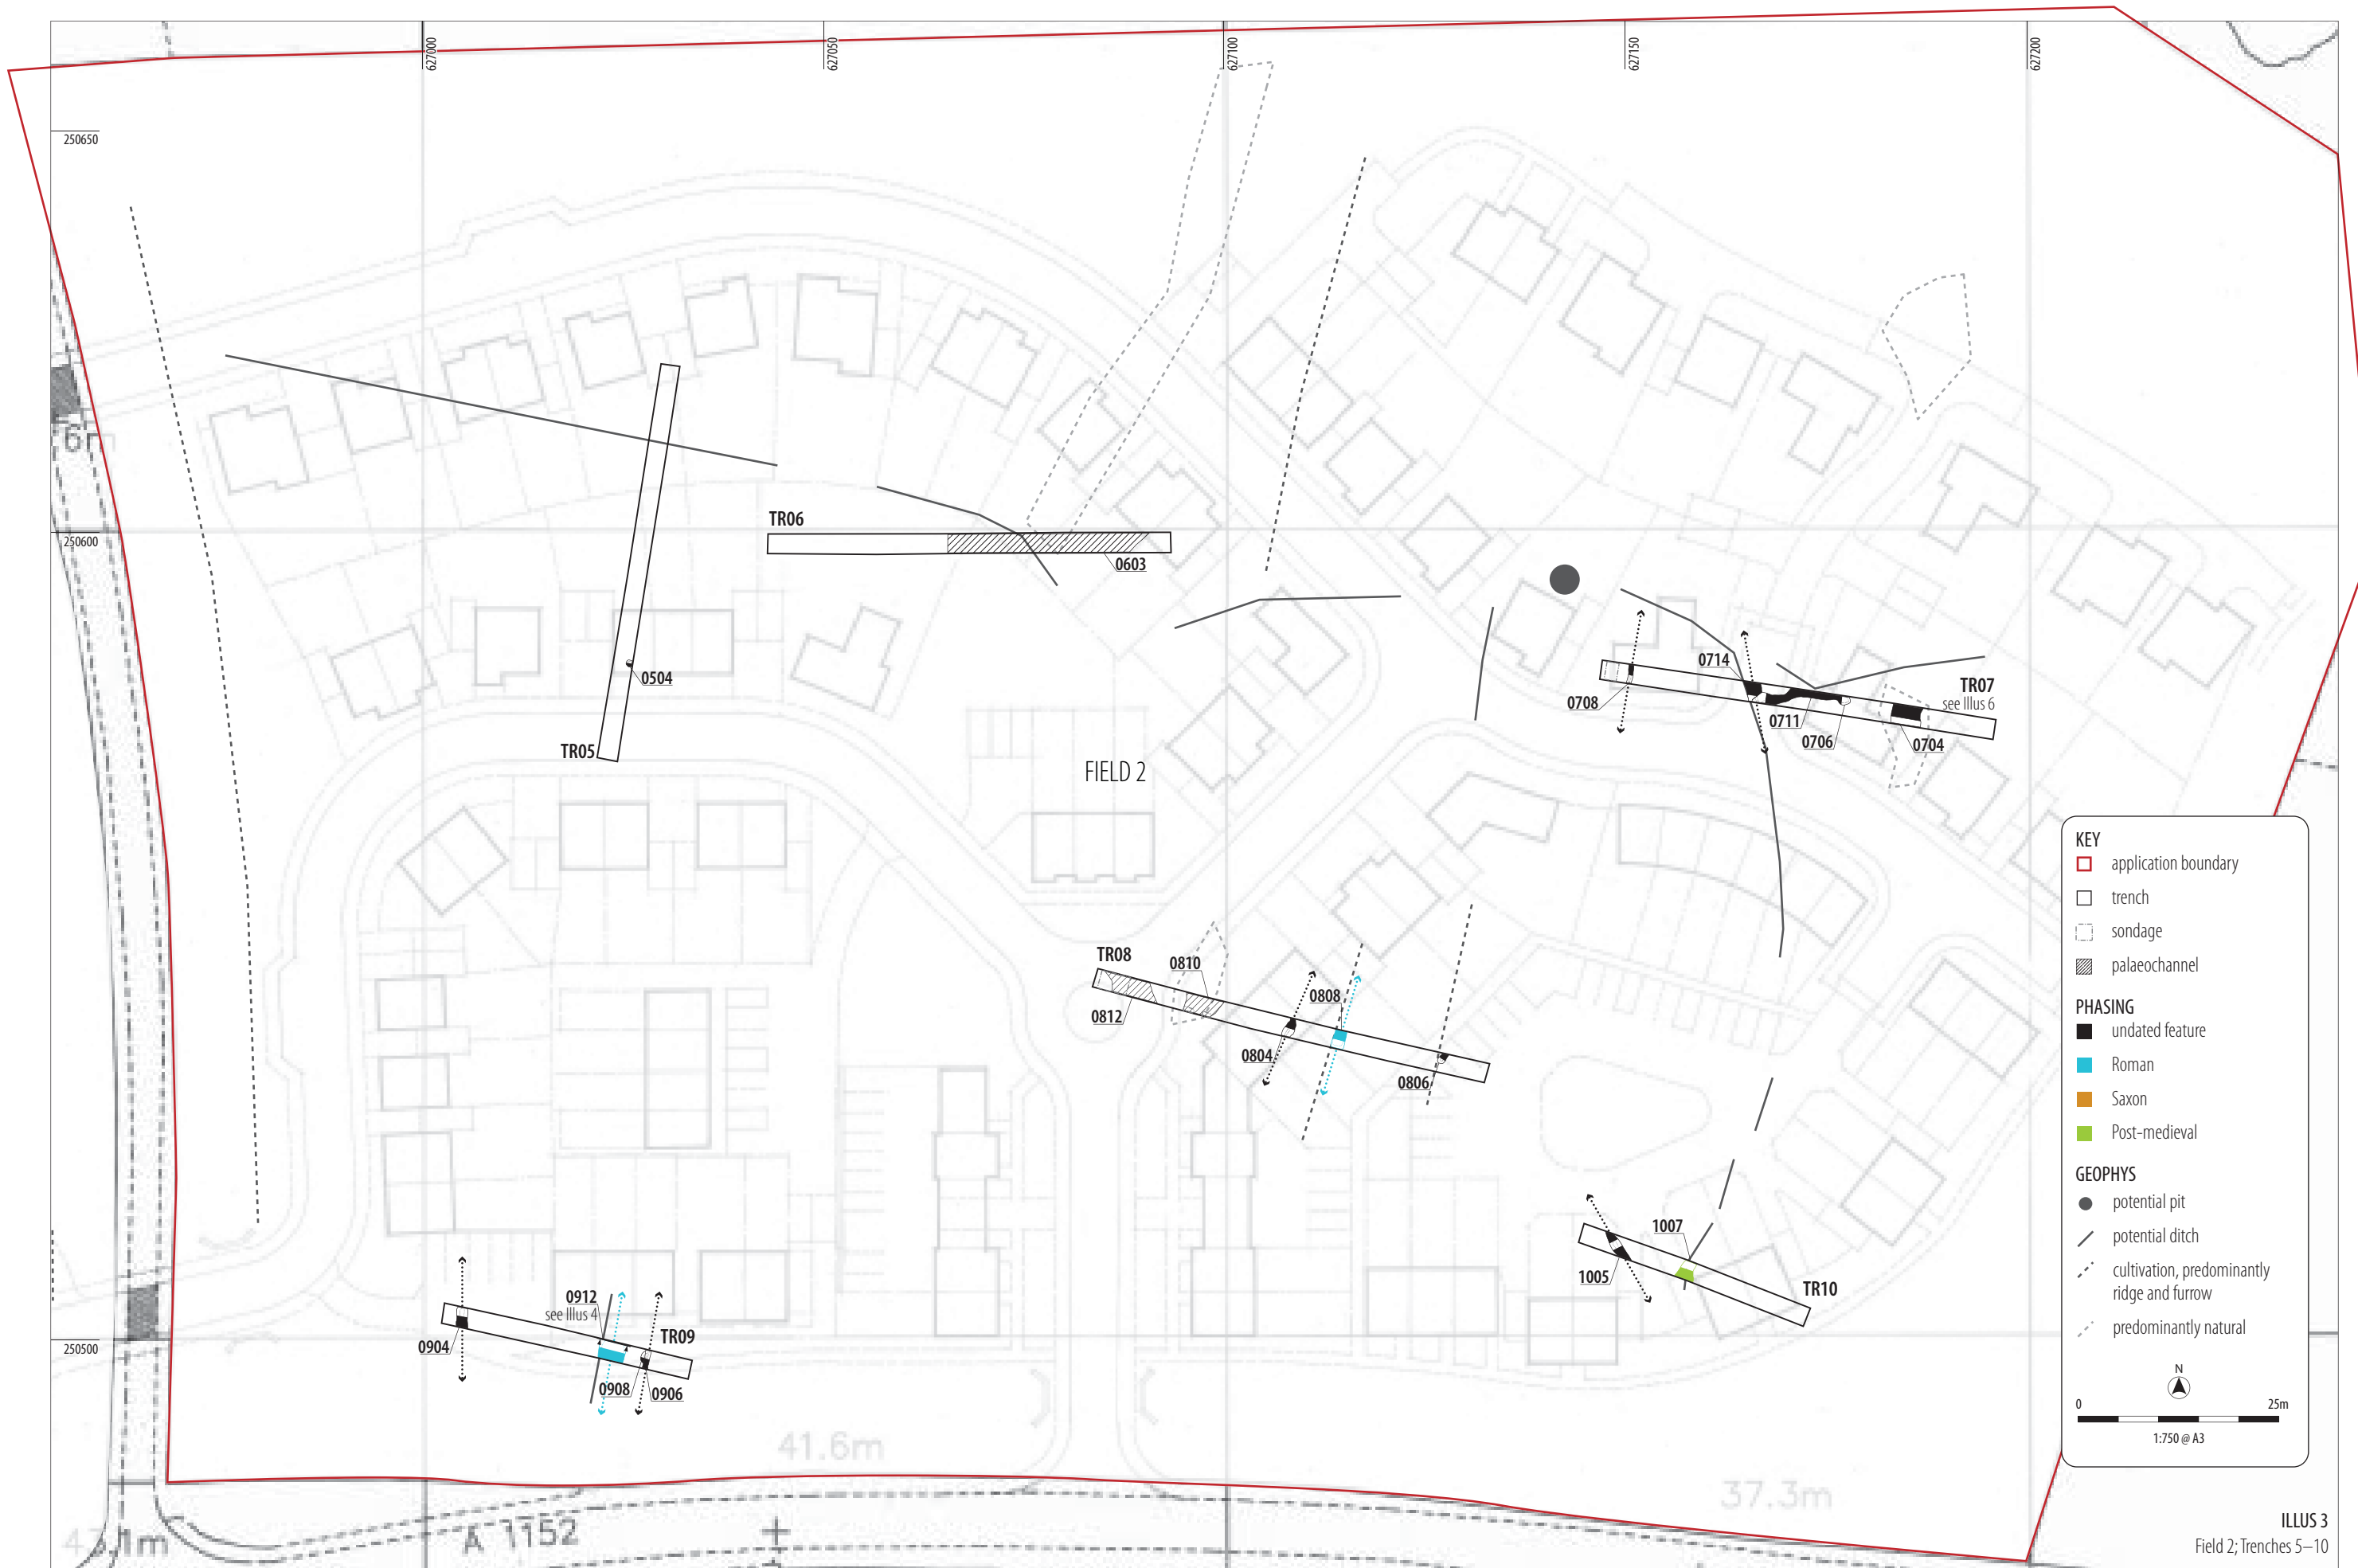 627000
627050
627100
627150
627200
250650
250600
250500
6m
TR06
0603
0504
TR05
FIELD 2
0714
0708
0711
0706
0704
TR07
see Illus 6
TR08
0810
0812
0808
0804
0806
1007
1005
TR10
0912
see Illus 4
TR09
0904
0908
0906
41.6m
37.3m
A 1152
KEY
application boundary
trench
sondage
palaeochannel
PHASING
undated feature
Roman
Saxon
Post-medieval
GEOPHYS
potential pit
potential ditch
cultivation, predominantly
ridge and furrow
predominantly natural
N
0 25m
1:750 @ A3
ILLUS 3
Field 2; Trenches 5–10